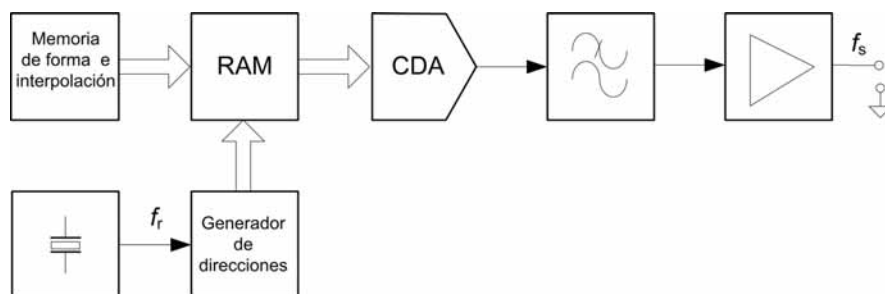 Memoria
de forma e
interpolación
RAM
CDA
fs
fr
Generador
de
direcciones